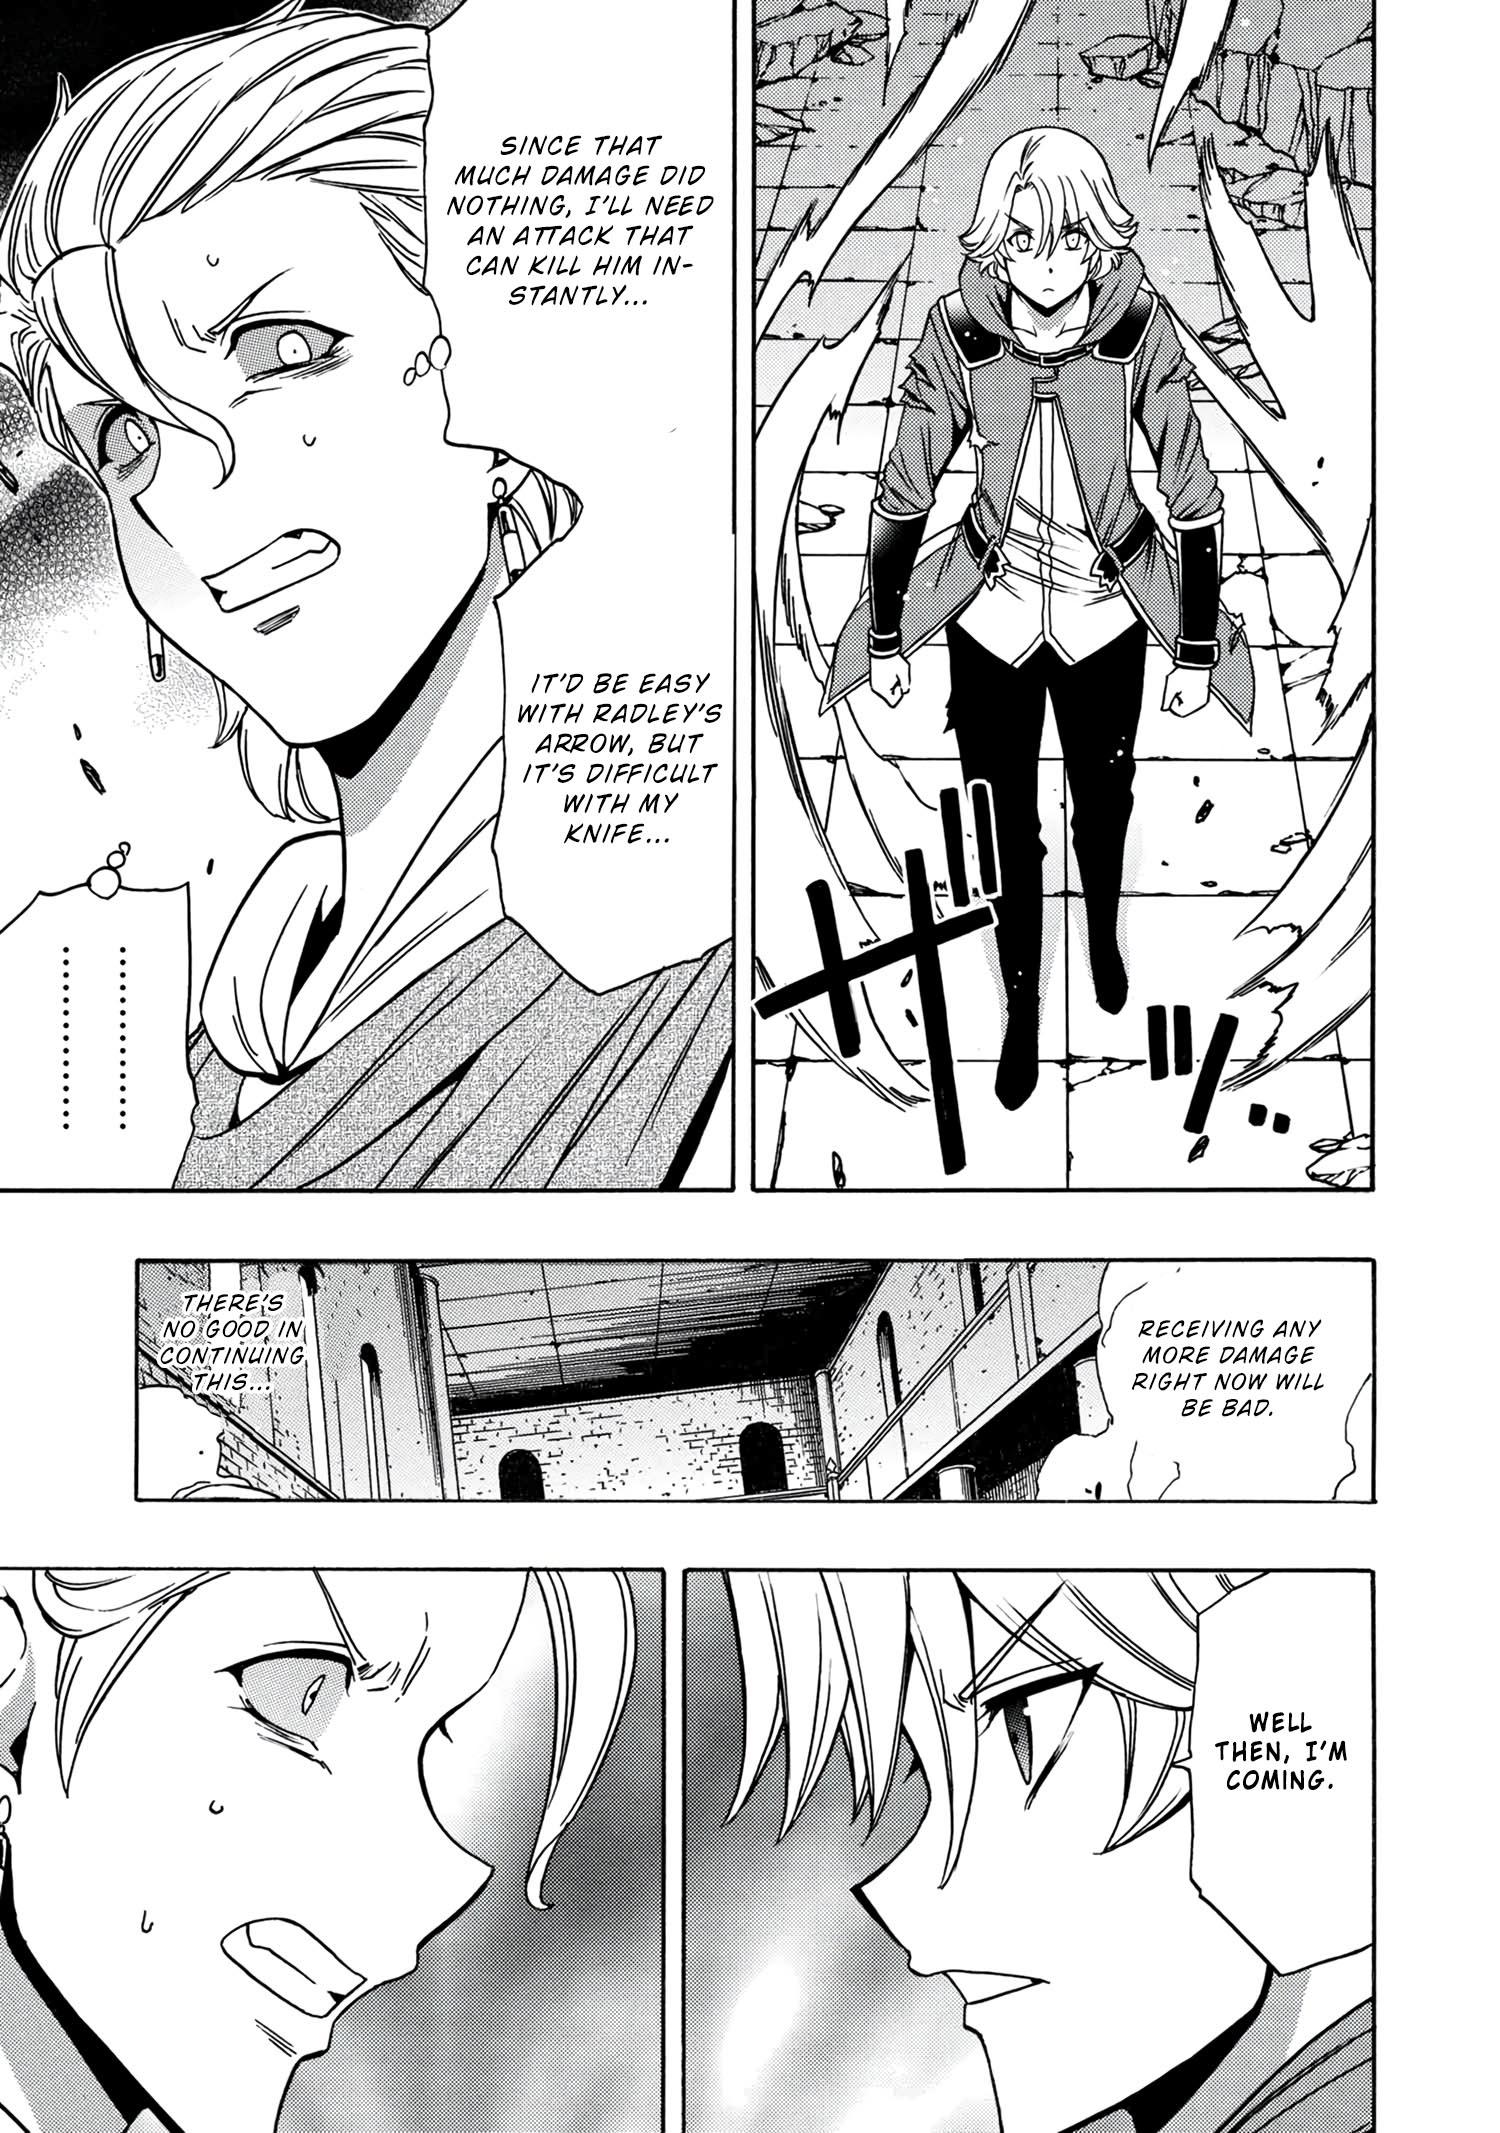 ザッ
SINCE THAT
MUCH DAMAGE DID
NOTHING, I'LL NEED
AN ATTACK THAT
CAN KILL HIM IN-
STANTLY...
IT'D BE EASY
WITH RADLEY'S
ARROW, BUT
IT'S DIFFICULT
WITH MY
KNIFE...
…………
…………
RECEIVING ANY
MORE DAMAGE
RIGHT NOW WILL
BE BAD.
THERE'S
NO GOOD IN
CONTINUING
THIS...
WELL
THEN, I'M
COMING.